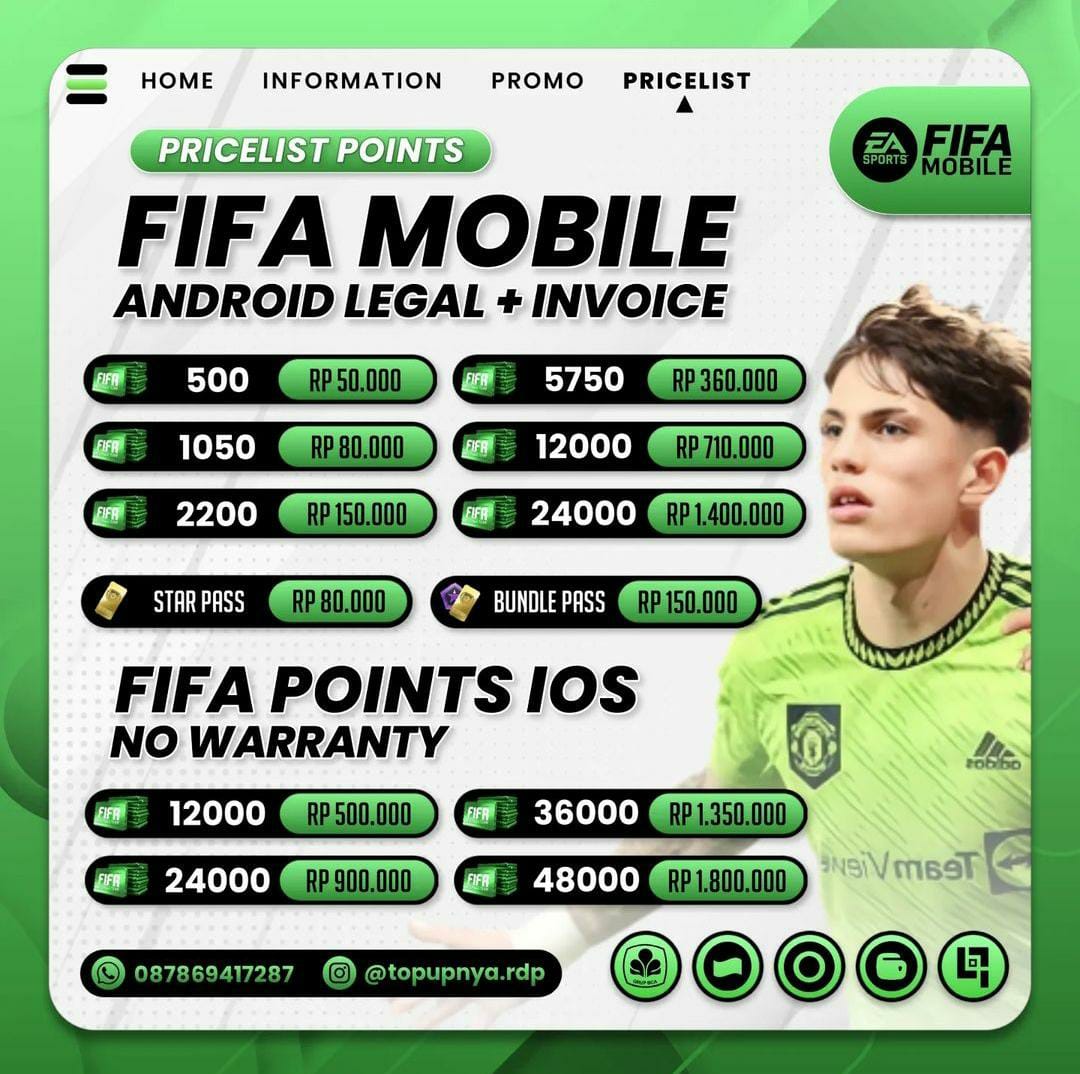 HOME INFORMATION PROMO PRICELIST
PRICELIST POINTS
EA SPORTS FIFA MOBILE
FIFA MOBILE
ANDROID LEGAL + INVOICE
500 RP 50.000
5750 RP 360.000
1050 RP 80.000
12000 RP 710.000
2200 RP 150.000
24000 RP 1.400.000
STAR PASS RP 80.000
BUNDLE PASS RP 150.000
FIFA POINTS IOS
NO WARRANTY
12000 RP 500.000
36000 RP 1.350.000
24000 RP 900.000
48000 RP 1.800.000
adidas
TeamViewe
087869417287 @topupnya.rdp